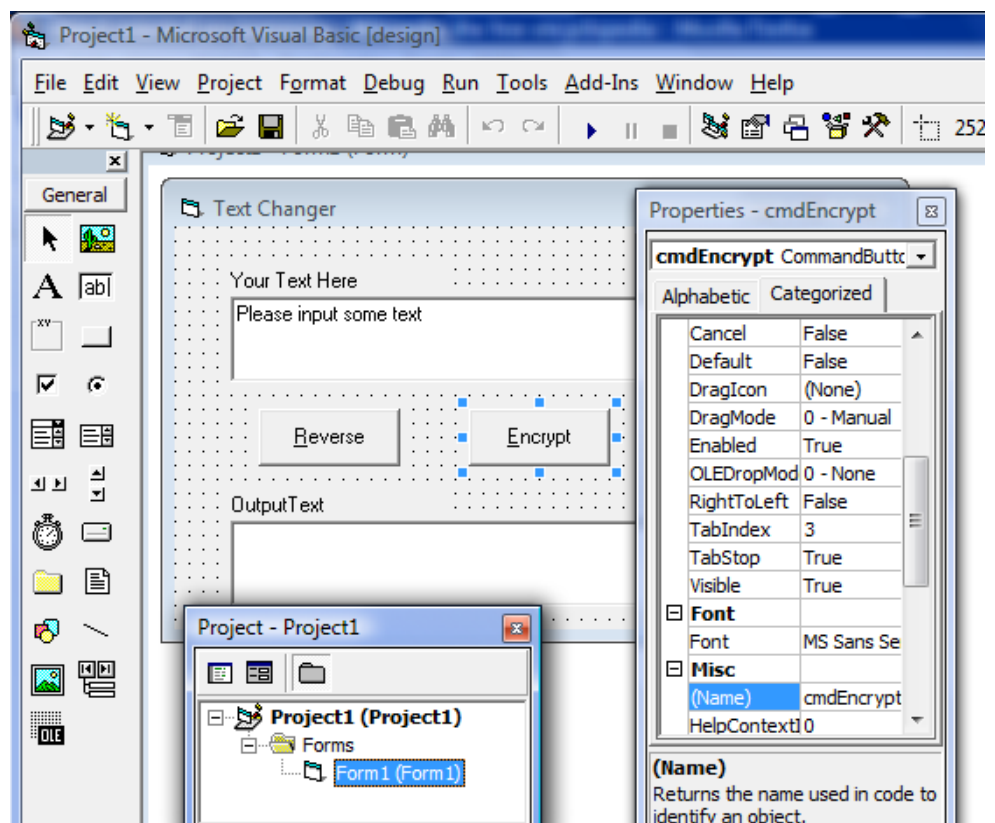 Project1 - Microsoft Visual Basic [design]
File Edit View Project Format Debug Run Tools Add-Ins Window Help
252
General
A
ab|
XY
OLE
Text Changer
Your Text Here
Please input some text
Reverse
Encrypt
OutputText
Project - Project1
Project1 (Project1)
Forms
Form1 (Form1)
Properties - cmdEncrypt
cmdEncrypt CommandButtc
Alphabetic Categorized
Cancel False
Default False
DragIcon (None)
DragMode 0 - Manual
Enabled True
OLEDropMod 0 - None
RightToLeft False
TabIndex 3
TabStop True
Visible True
Font
Font MS Sans Se
Misc
(Name) cmdEncrypt
HelpContextI 0
(Name)
Returns the name used in code to
identify an object.